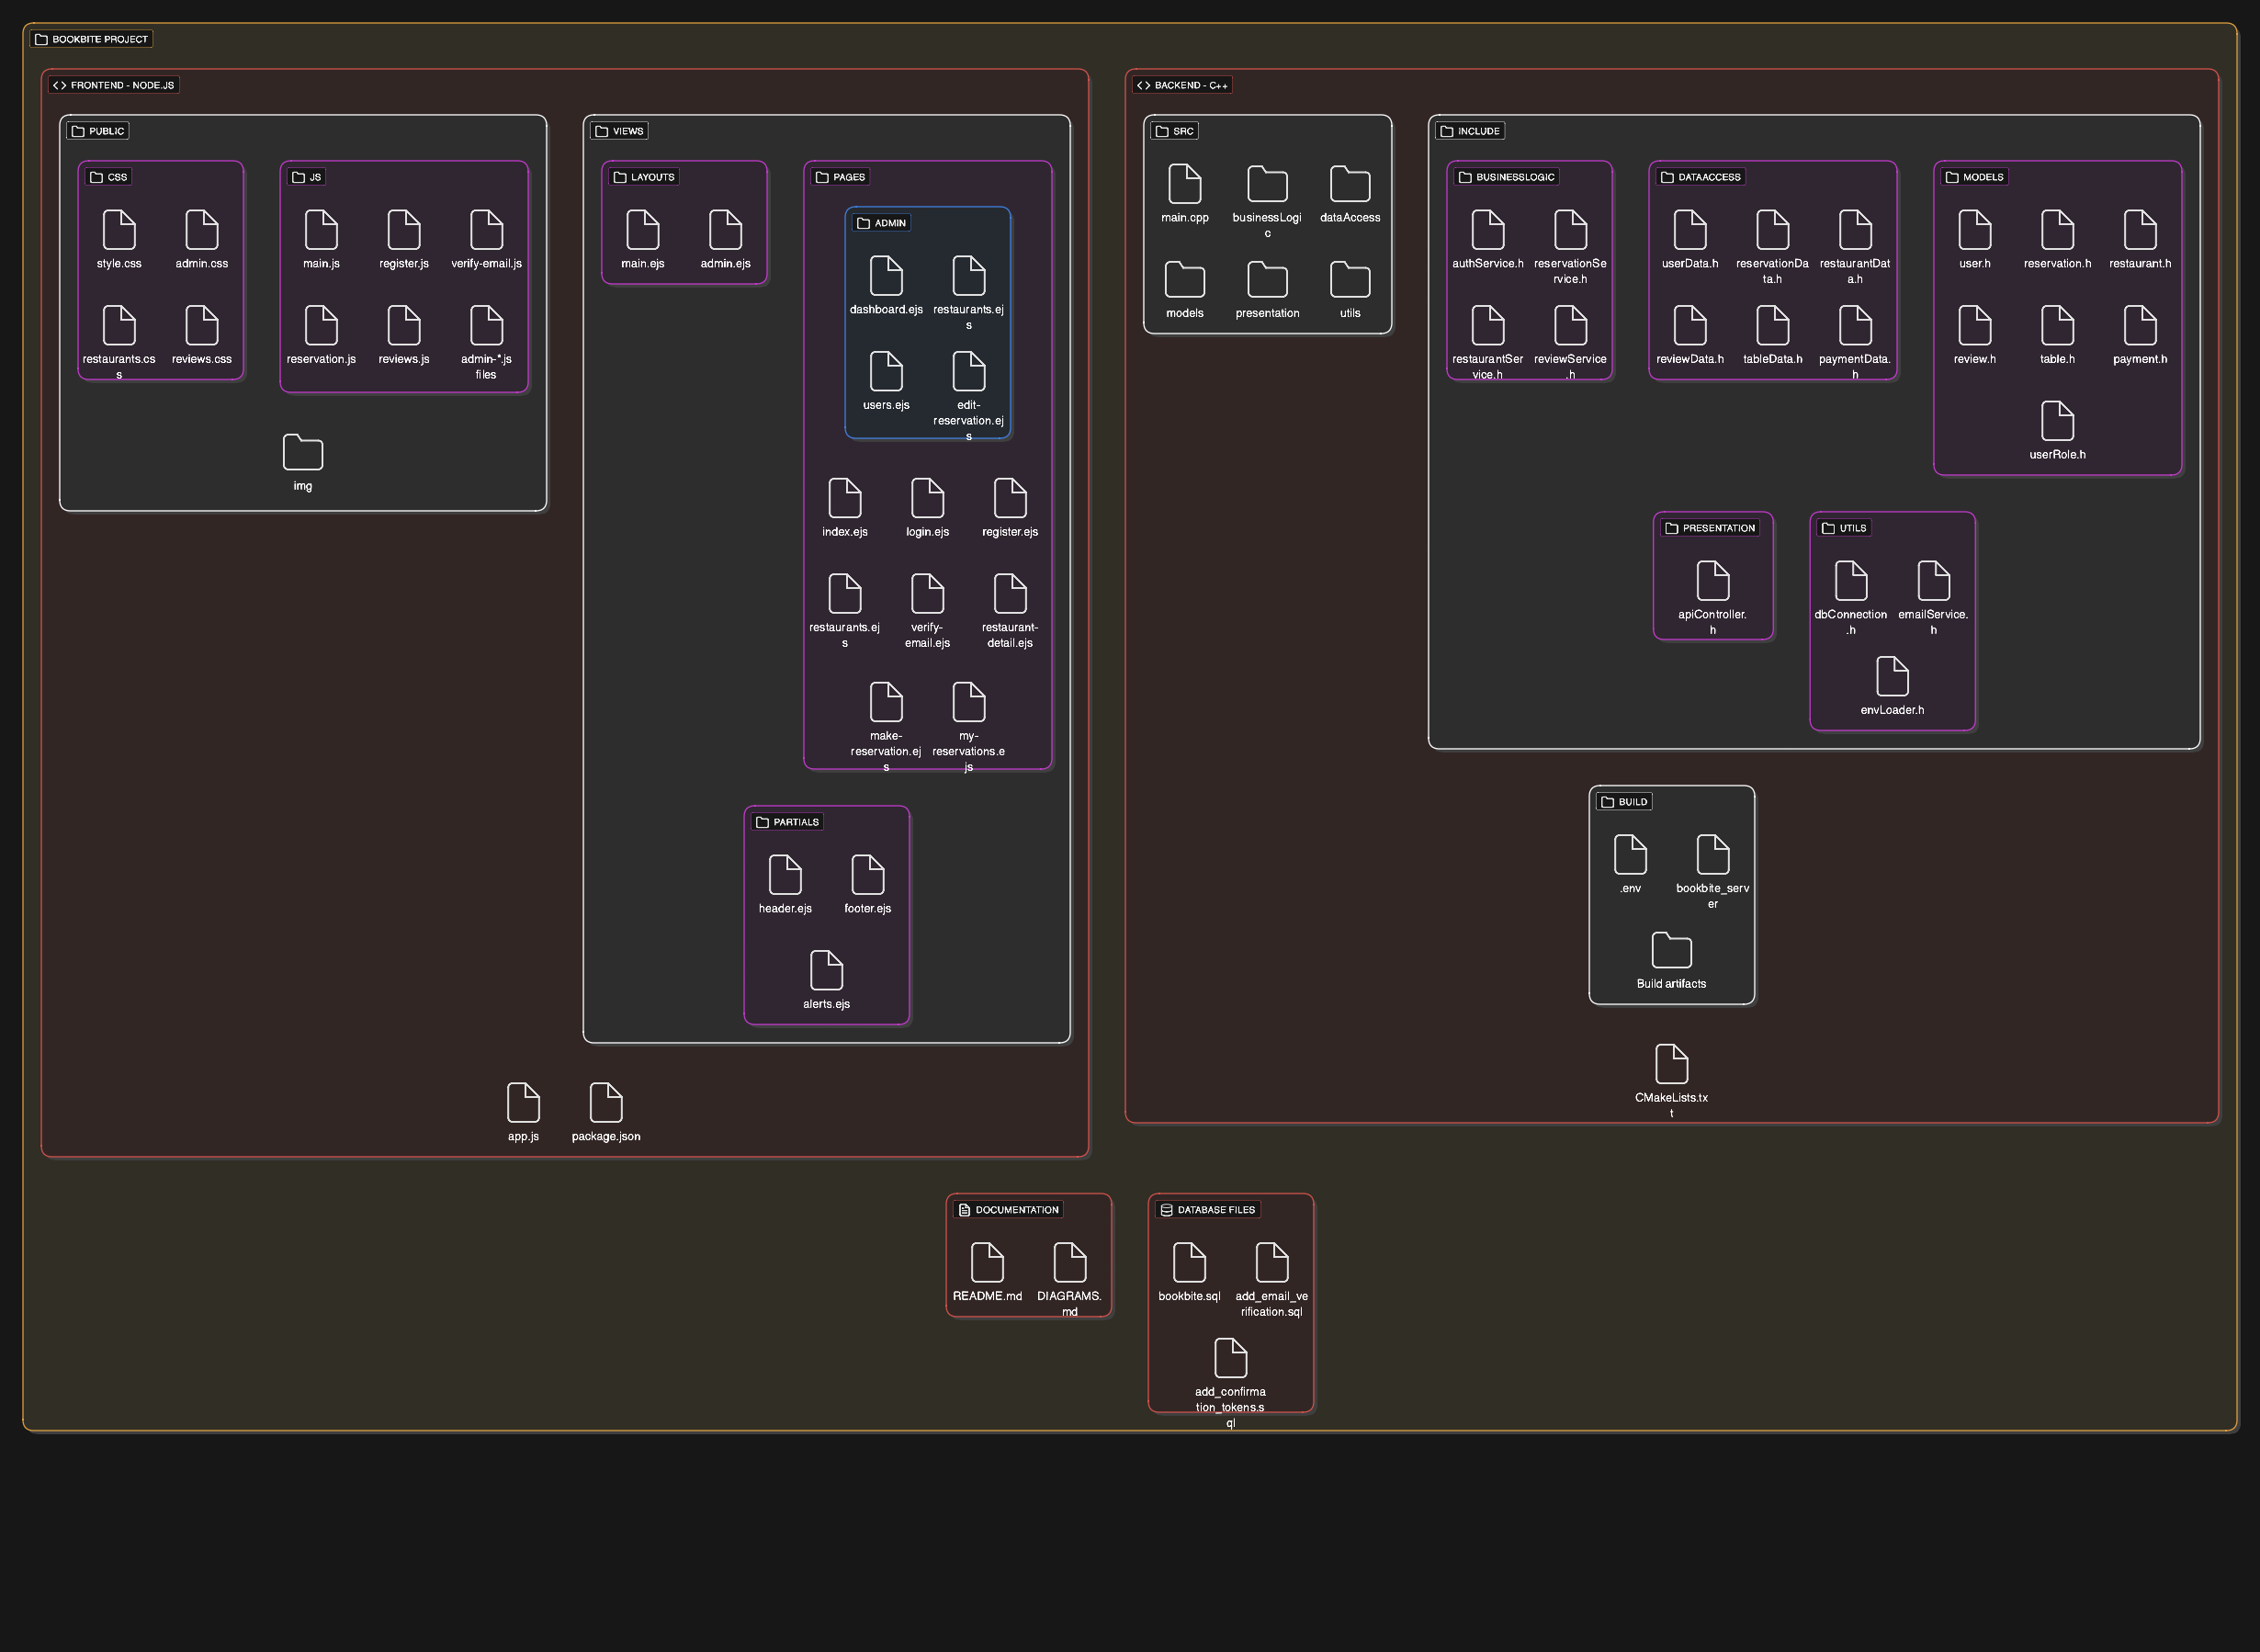 BOOKBITE PROJECT
FRONTEND - NODE.JS
PUBLIC
CSS
style.css
admin.css
restaurants.cs
s
reviews.css
JS
main.js
register.js
verify-email.js
reservation.js
reviews.js
admin-*.js
files
img
VIEWS
LAYOUTS
main.ejs
admin.ejs
PAGES
ADMIN
dashboard.ejs
restaurants.ej
s
users.ejs
edit-
reservation.ej
s
index.ejs
login.ejs
register.ejs
restaurants.ej
s
verify-
email.ejs
restaurant-
detail.ejs
make-
reservation.ej
s
my-
reservations.e
js
PARTIALS
header.ejs
footer.ejs
alerts.ejs
app.js
package.json
BACKEND - C++
SRC
main.cpp
businessLogi
c
dataAccess
models
presentation
utils
INCLUDE
BUSINESSLOGIC
authService.h
reservationSe
rvice.h
restaurantSer
vice.h
reviewService
.h
DATAACCESS
userData.h
reservationDa
ta.h
restaurantDat
a.h
reviewData.h
tableData.h
paymentData.
h
MODELS
user.h
reservation.h
restaurant.h
review.h
table.h
payment.h
userRole.h
PRESENTATION
apiController.
h
UTILS
dbConnection
.h
emailService.
h
envLoader.h
BUILD
.env
bookbite_serv
er
Build artifacts
CMakeLists.tx
t
DOCUMENTATION
README.md
DIAGRAMS.
md
DATABASE FILES
bookbite.sql
add_email_ve
rification.sql
add_confirma
tion_tokens.s
ql